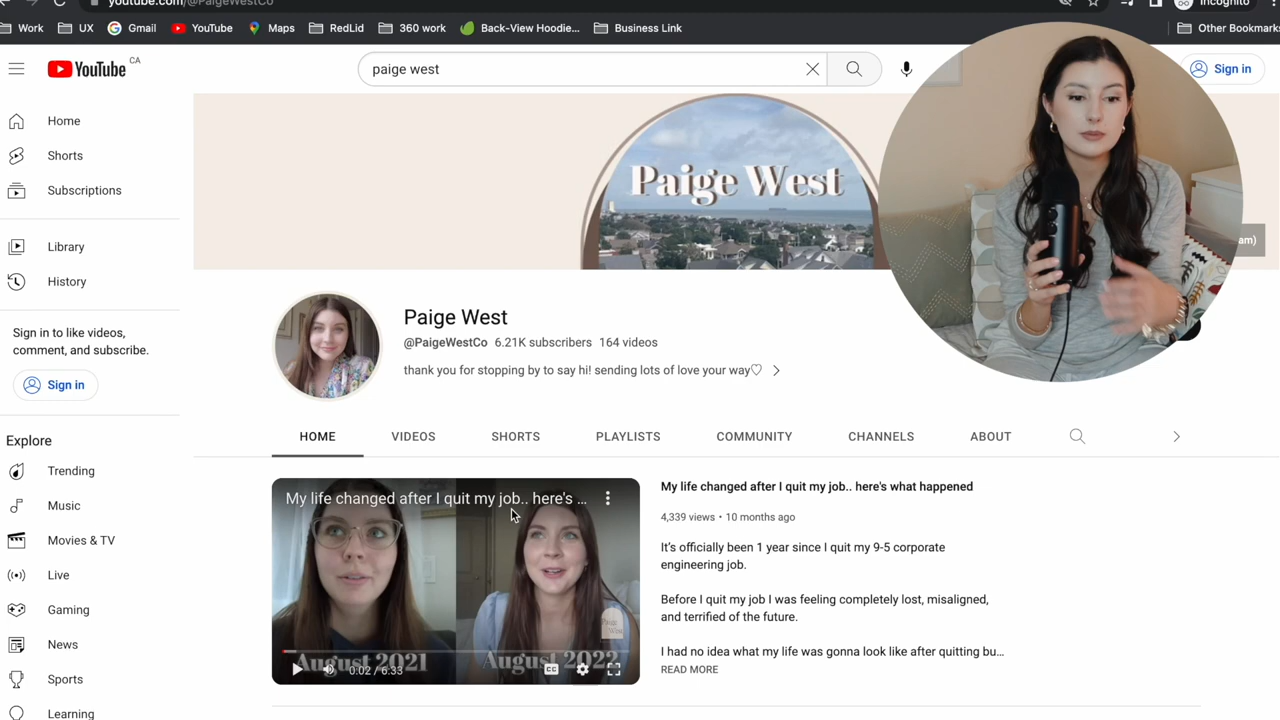 youtube.com/@PaigeWestCo
Incognito
Work
UX
Gmail
YouTube
Maps
RedLid
360 work
Back-View Hoodie...
Business Link
Other Bookmarks
YouTube CA
paige west
Sign in
Home
Shorts
Subscriptions
Library
History
Sign in to like videos,
comment, and subscribe.
Sign in
Explore
Trending
Music
Movies & TV
Live
Gaming
News
Sports
Learning
Paige West
am)
Paige West
@PaigeWestCo 6.21K subscribers 164 videos
thank you for stopping by to say hi! sending lots of love your way♡
HOME
VIDEOS
SHORTS
PLAYLISTS
COMMUNITY
CHANNELS
ABOUT
My life changed after I quit my job.. here's ...
August 2021
August 2022
0:02 / 6:33
CC
My life changed after I quit my job.. here's what happened
4,339 views • 10 months ago
It's officially been 1 year since I quit my 9-5 corporate
engineering job.
Before I quit my job I was feeling completely lost, misaligned,
and terrified of the future.
I had no idea what my life was gonna look like after quitting bu...
READ MORE